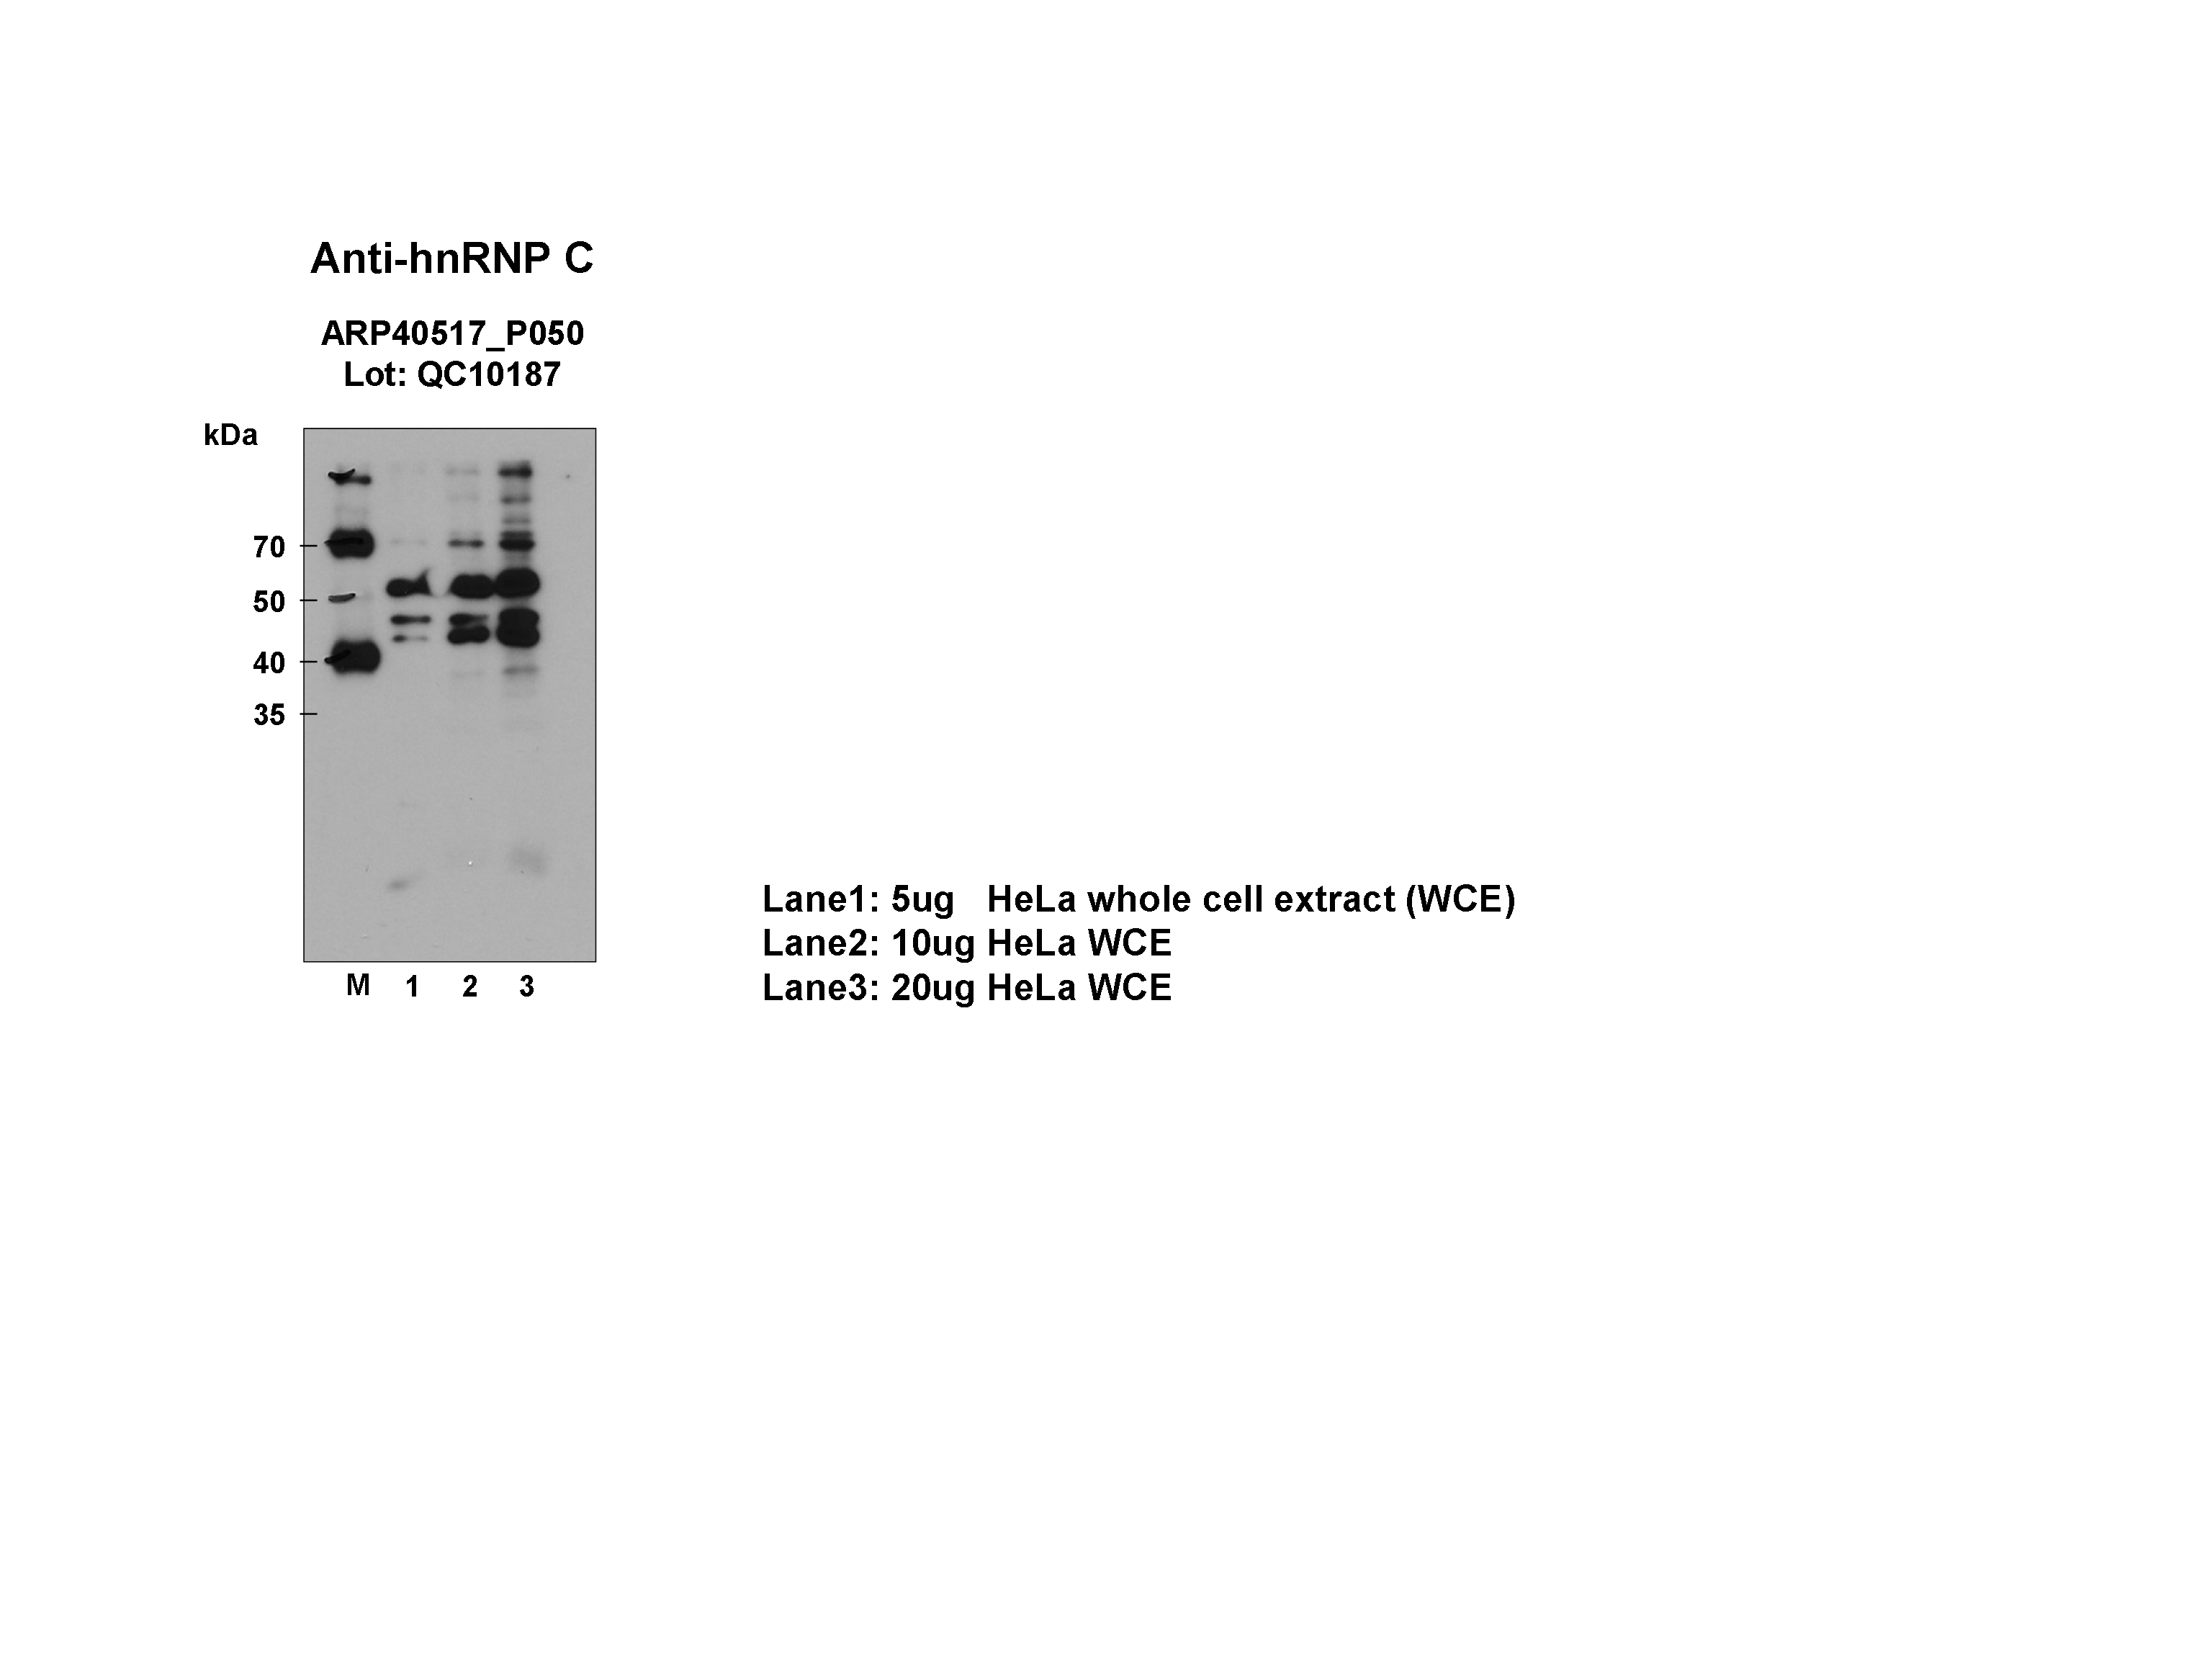 Anti-hnRNP C
ARP40517_P050
Lot: QC10187
kDa
70
50
40
35
M 1 2 3
Lane1: 5ug HeLa whole cell extract (WCE)
Lane2: 10ug HeLa WCE
Lane3: 20ug HeLa WCE